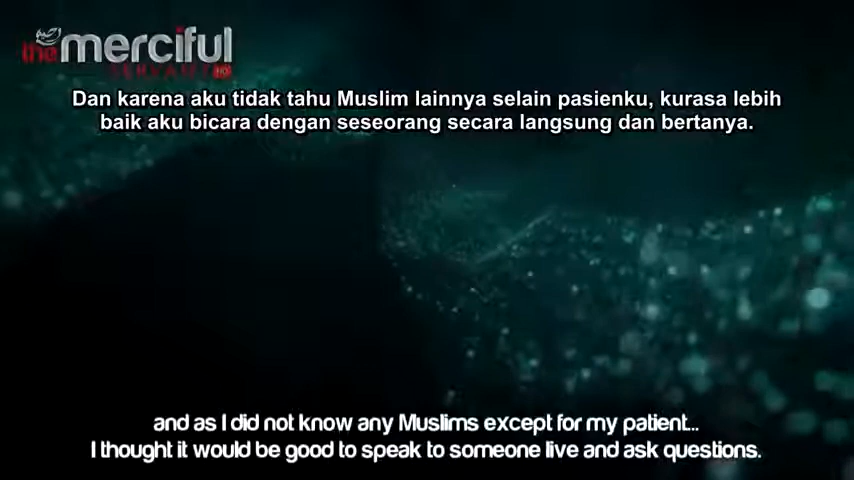 the merciful
SERVANT HD
Dan karena aku tidak tahu Muslim lainnya selain pasienku, kurasa lebih
baik aku bicara dengan seseorang secara langsung dan bertanya.
and as I did not know any Muslims except for my patient...
I thought it would be good to speak to someone live and ask questions.